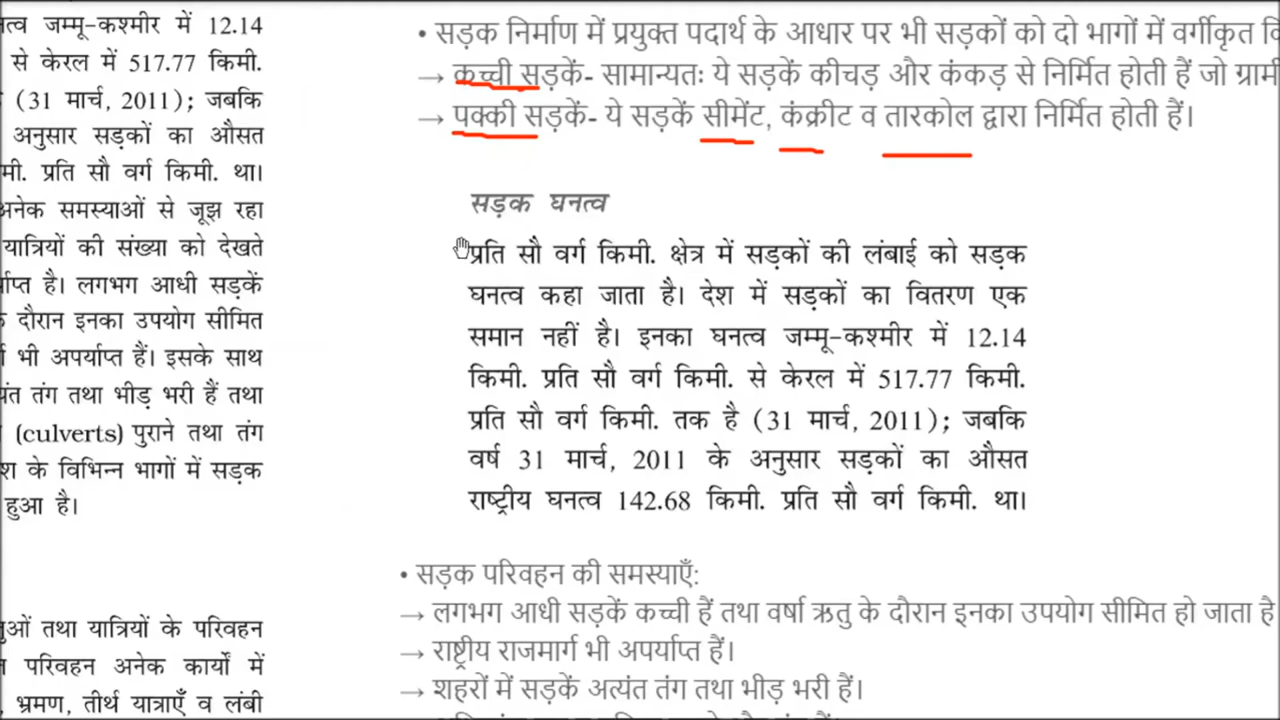 त्व जम्मू-कश्मीर में 12.14
से केरल में 517.77 किमी.
(31 मार्च, 2011); जबकि
अनुसार सड़कों का औसत
मी. प्रति सौ वर्ग किमी. था।
अनेक समस्याओं से जूझ रहा
यात्रियों की संख्या को देखते
है। लगभग आधी सड़कें
दौरान इनका उपयोग सीमित
भी अपर्याप्त हैं। इसके साथ
तंग तथा भीड़ भरी हैं तथा
(culverts) पुराने तथा तंग
के विभिन्न भागों में सड़क
हुआ है।
तथा यात्रियों के परिवहन
परिवहन अनेक कार्यों में
भ्रमण, तीर्थ यात्राएँ व लंबी
• सड़क निर्माण में प्रयुक्त पदार्थ के आधार पर भी सड़कों को दो भागों में वर्गीकृत
→ कच्ची सड़कें- सामान्यतः ये सड़कें कीचड़ और कंकड़ से निर्मित होती हैं जो
→ पक्की सड़कें- ये सड़कें सीमेंट, कंक्रीट व तारकोल द्वारा निर्मित होती हैं।
सड़क घनत्व
प्रति सौ वर्ग किमी. क्षेत्र में सड़कों की लंबाई को सड़क
घनत्व कहा जाता है। देश में सड़कों का वितरण एक
समान नहीं है। इनका घनत्व जम्मू-कश्मीर में 12.14
किमी. प्रति सौ वर्ग किमी. से केरल में 517.77 किमी.
प्रति सौ वर्ग किमी. तक है (31 मार्च, 2011); जबकि
वर्ष 31 मार्च, 2011 के अनुसार सड़कों का औसत
राष्ट्रीय घनत्व 142.68 किमी. प्रति सौ वर्ग किमी. था।
• सड़क परिवहन की समस्याएँ:
→ लगभग आधी सड़कें कच्ची हैं तथा वर्षा ऋतु के दौरान इनका उपयोग सीमित हो जाता है
→ राष्ट्रीय राजमार्ग भी अपर्याप्त हैं।
→ शहरों में सड़कें अत्यंत तंग तथा भीड़ भरी हैं।